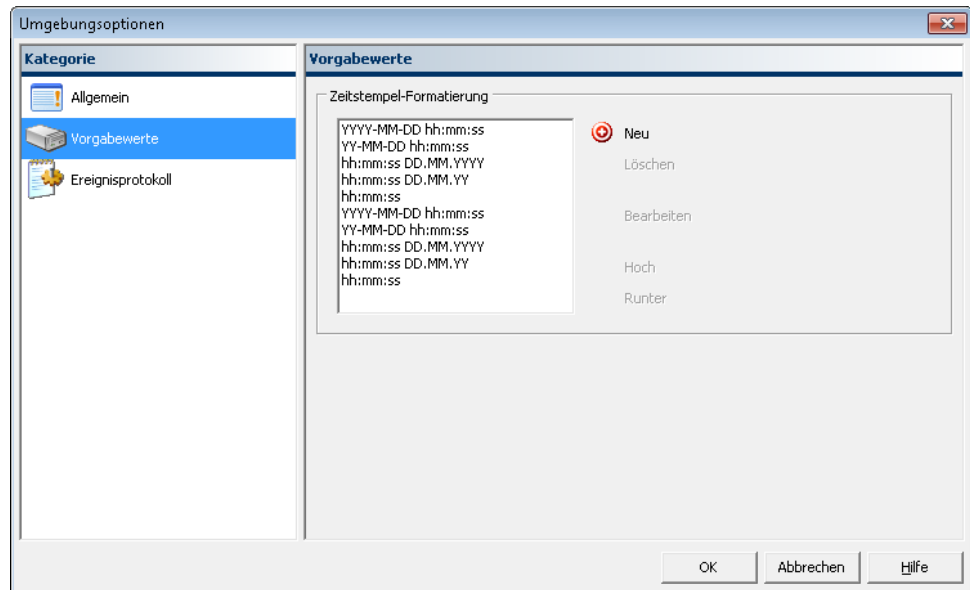 Umgebungsoptionen
Kategorie
Allgemein
Vorgabewerte
Ereignisprotokoll
Vorgabewerte
Zeitstempel-Formatierung
YYYY-MM-DD hh:mm:ss
YY-MM-DD hh:mm:ss
hh:mm:ss DD.MM.YYYY
hh:mm:ss DD.MM.YY
hh:mm:ss
YYYY-MM-DD hh:mm:ss
YY-MM-DD hh:mm:ss
hh:mm:ss DD.MM.YYYY
hh:mm:ss DD.MM.YY
hh:mm:ss
Neu
Löschen
Bearbeiten
Hoch
Runter
OK
Abbrechen
Hilfe